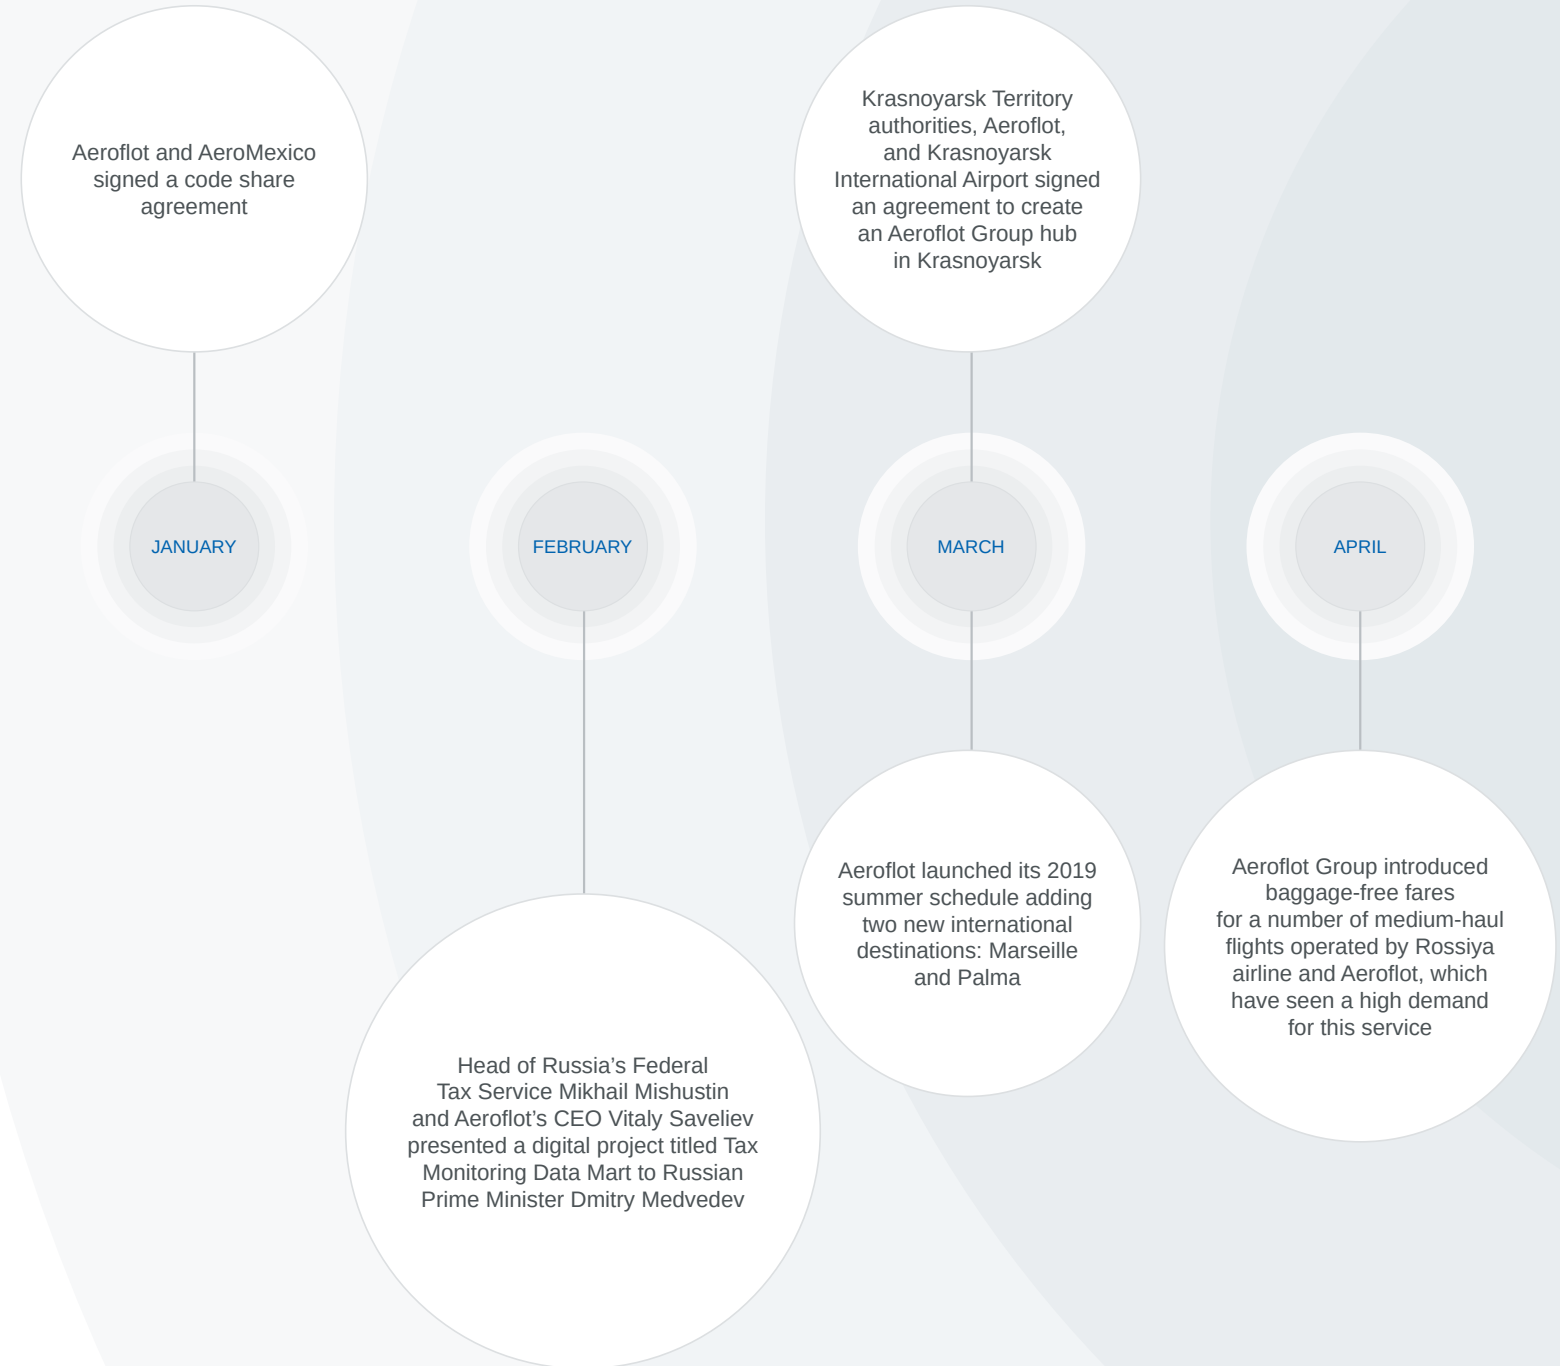 Aeroflot and AeroMexico
signed a code share
agreement
Krasnoyarsk Territory
authorities, Aeroflot,
and Krasnoyarsk
International Airport signed
an agreement to create
an Aeroflot Group hub
in Krasnoyarsk
JANUARY
FEBRUARY
MARCH
APRIL
Head of Russia’s Federal
Tax Service Mikhail Mishustin
and Aeroflot’s CEO Vitaly Saveliev
presented a digital project titled Tax
Monitoring Data Mart to Russian
Prime Minister Dmitry Medvedev
Aeroflot launched its 2019
summer schedule adding
two new international
destinations: Marseille
and Palma
Aeroflot Group introduced
baggage-free fares
for a number of medium-haul
flights operated by Rossiya
airline and Aeroflot, which
have seen a high demand
for this service